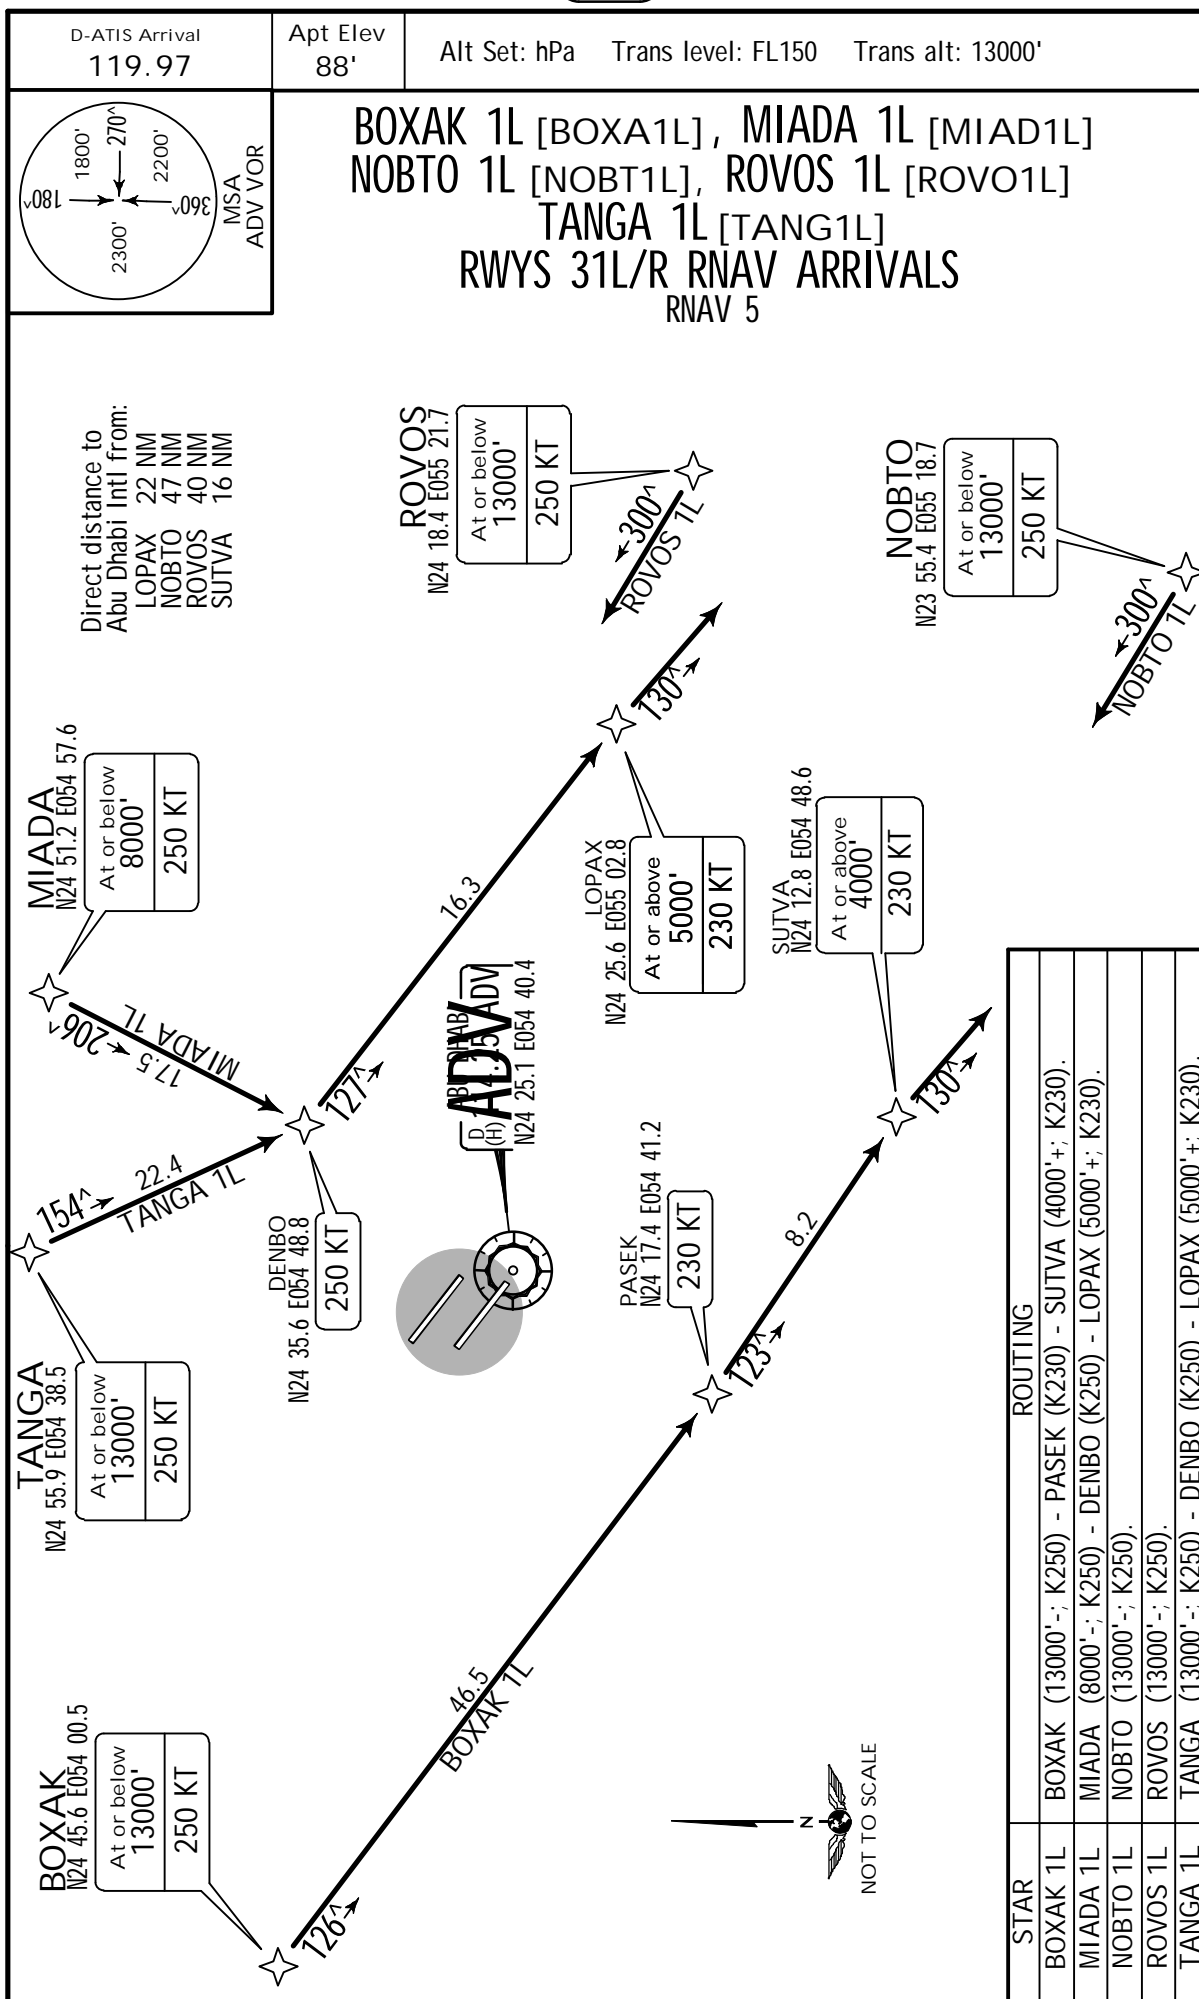 D-ATIS Arrival
119.97
Apt Elev
88'
Alt Set: hPa Trans level: FL150 Trans alt: 13000'
1800'
270^
2200'
180^
360^
2300'
MSA
ADV VOR
BOXAK 1L [BOXA1L], MIADA 1L [MIAD1L]
NOBTO 1L [NOBT1L], ROVOS 1L [ROVO1L]
TANGA 1L [TANG1L]
RWYS 31L/R RNAV ARRIVALS
RNAV 5
Direct distance to
Abu Dhabi Intl from:
LOPAX 22 NM
NOBTO 47 NM
ROVOS 40 NM
SUTVA 16 NM
ROVOS
N24 18.4 E055 21.7
At or below
13000'
250 KT
300^
ROVOS 1L
NOBTO
N23 55.4 E055 18.7
At or below
13000'
250 KT
300^
NOBTO 1L
MIADA
N24 51.2 E054 57.6
At or below
8000'
250 KT
206^
17.5
MIADA 1L
130^
16.3
127^
LOPAX
N24 25.6 E055 02.8
At or above
5000'
230 KT
SUTVA
N24 12.8 E054 48.6
At or above
4000'
230 KT
130^
ABU DHABI
D
(H)
ADV
N24 25.1 E054 40.4
154^
22.4
TANGA 1L
DENBO
N24 35.6 E054 48.8
250 KT
PASEK
N24 17.4 E054 41.2
230 KT
8.2
123^
TANGA
N24 55.9 E054 38.5
At or below
13000'
250 KT
46.5
BOXAK 1L
BOXAK
N24 45.6 E054 00.5
At or below
13000'
250 KT
126^
N
NOT TO SCALE
STAR ROUTING
BOXAK 1L BOXAK (13000'-; K250) - PASEK (K230) - SUTVA (4000'+; K230).
MIADA 1L MIADA (8000'-; K250) - DENBO (K250) - LOPAX (5000'+; K230).
NOBTO 1L NOBTO (13000'-; K250).
ROVOS 1L ROVOS (13000'-; K250).
TANGA 1L TANGA (13000'-; K250) - DENBO (K250) - LOPAX (5000'+; K230).